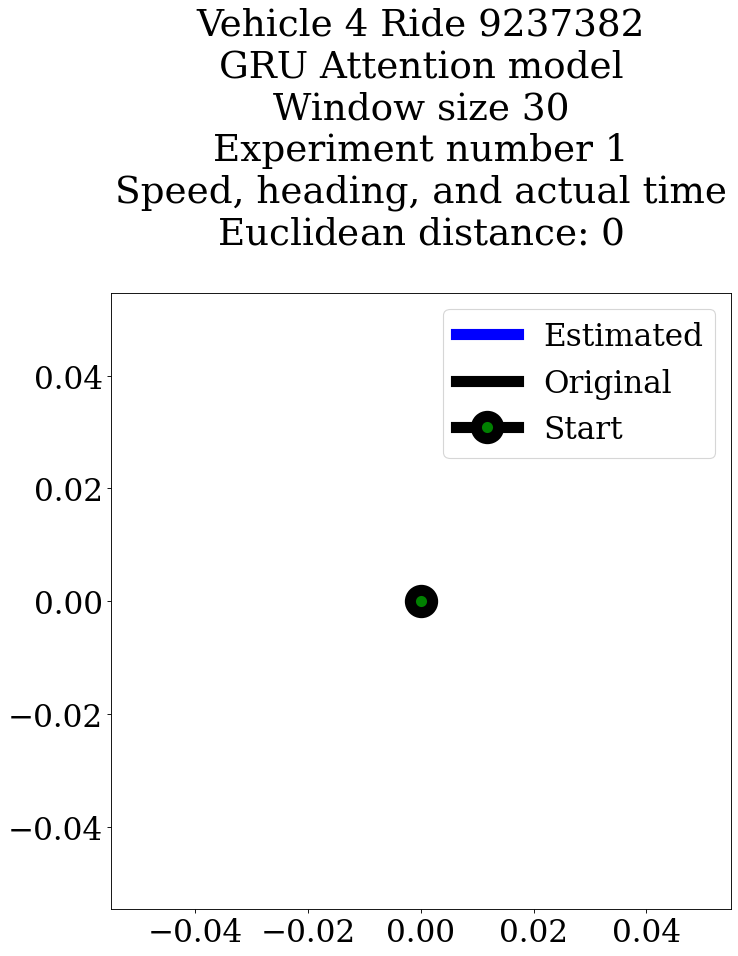 Vehicle 4 Ride 9237382
GRU Attention model
Window size 30
Experiment number 1
Speed, heading, and actual time
Euclidean distance: 0
Estimated
Original
Start
0.04
0.02
0.00
−0.02
−0.04
−0.04 −0.02 0.00 0.02 0.04